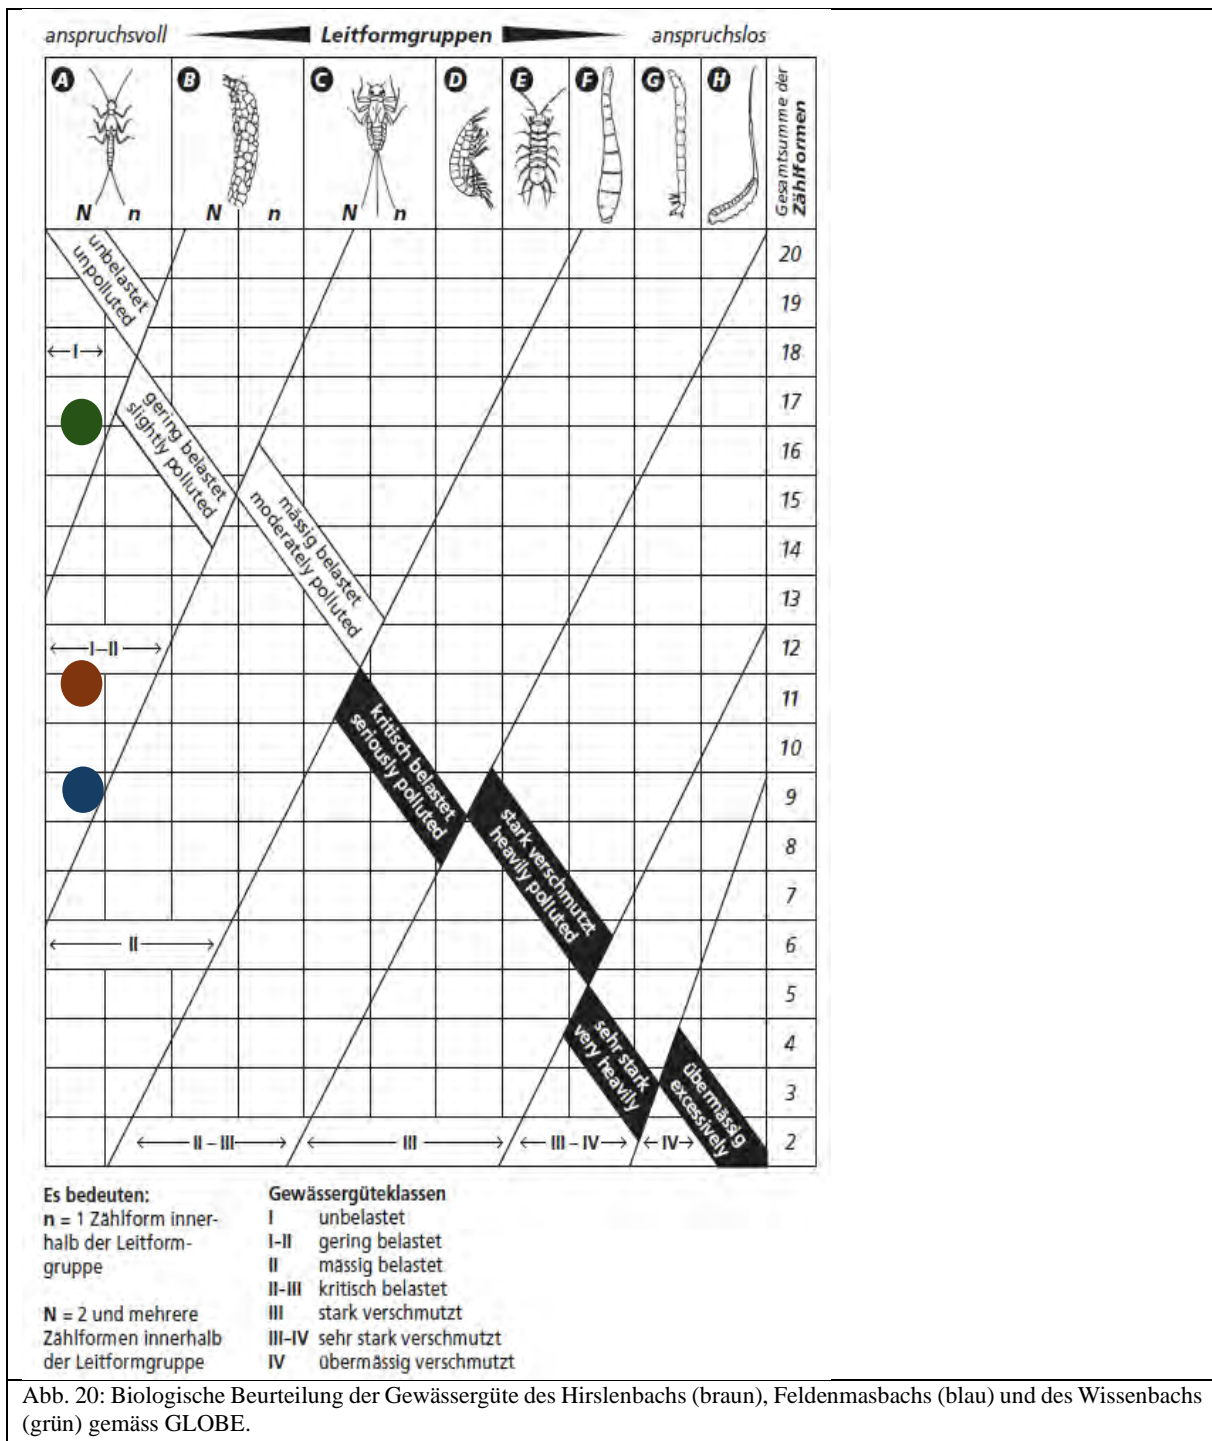 anspruchsvoll Leitformgruppen anspruchslos
A B C D E F G H
Gesamtsumme der
Zählformen
N n N n N n
unbelastet
unpolluted
20
19
I 18
17
gering belastet
slightly polluted
16
15
mässig belastet
moderately polluted
14
13
I–II 12
11
kritisch belastet
seriously polluted
10
9
stark verschmutzt
heavily polluted
8
7
II 6
5
sehr stark
very heavily
4
übermässig
excessively
3
II – III III III – IV IV 2
Es bedeuten:
n = 1 Zählform inner-
halb der Leitform-
gruppe
N = 2 und mehrere
Zählformen innerhalb
der Leitformgruppe
Gewässergüteklassen
I unbelastet
I-II gering belastet
II mässig belastet
II-III kritisch belastet
III stark verschmutzt
III–IV sehr stark verschmutzt
IV übermässig verschmutzt
Abb. 20: Biologische Beurteilung der Gewässergüte des Hirslenbachs (braun), Feldenmasbachs (blau) und des Wissenbachs
(grün) gemäss GLOBE.